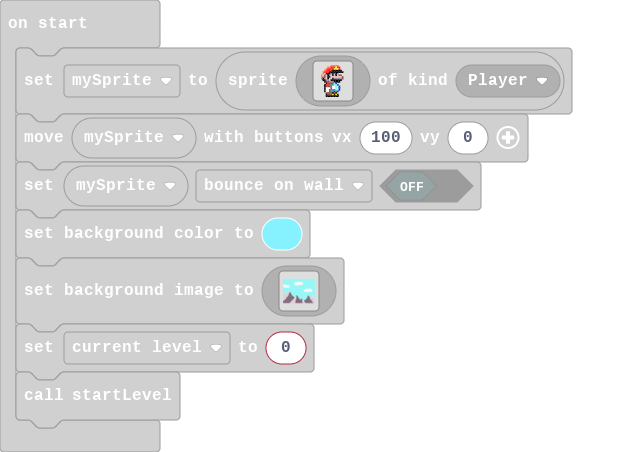 on start
set mySprite to sprite of kind Player
move mySprite with buttons vx 100 vy 0
set mySprite bounce on wall OFF
set background color to
set background image to
set current level to 0
call startLevel